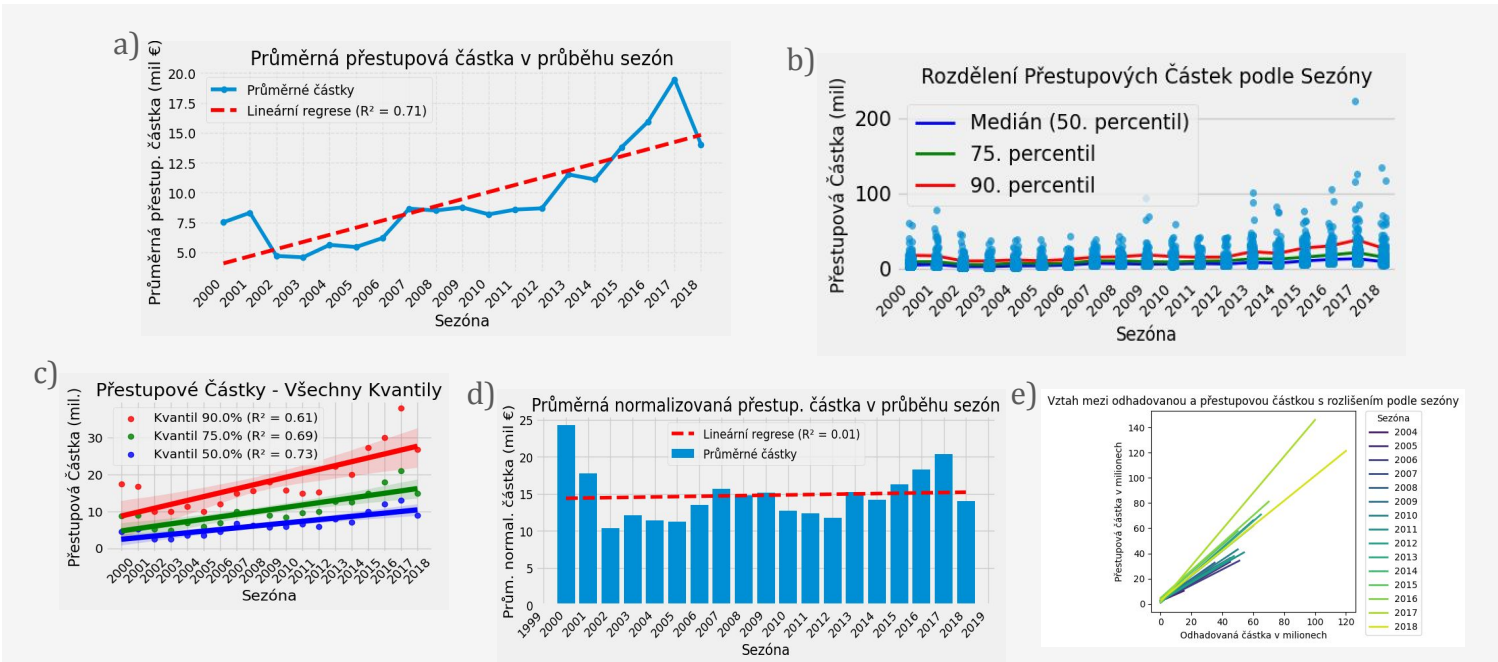 a)
Průměrná přestupová částka v průběhu sezón
Průměrná přestup. částka (mil €)
20.0
17.5
15.0
12.5
10.0
7.5
5.0
Průměrné částky
Lineární regrese (R² = 0.71)
2000 2001 2002 2003 2004 2005 2006 2007 2008 2009 2010 2011 2012 2013 2014 2015 2016 2017 2018
Sezóna
b)
Rozdělení Přestupových Částek podle Sezóny
Přestupová Částka (mil)
200
100
0
Medián (50. percentil)
75. percentil
90. percentil
2000 2001 2002 2003 2004 2005 2006 2007 2008 2009 2010 2011 2012 2013 2014 2015 2016 2017 2018
Sezóna
c)
Přestupové Částky - Všechny Kvantily
Přestupová Částka (mil.)
30
20
10
0
Kvantil 90.0% (R² = 0.61)
Kvantil 75.0% (R² = 0.69)
Kvantil 50.0% (R² = 0.73)
2000 2001 2002 2003 2004 2005 2006 2007 2008 2009 2010 2011 2012 2013 2014 2015 2016 2017 2018
Sezóna
d)
Průměrná normalizovaná přestup. částka v průběhu sezón
Prům. normal. částka (mil €)
25
20
15
10
5
0
Lineární regrese (R² = 0.01)
Průměrné částky
1999 2000 2001 2002 2003 2004 2005 2006 2007 2008 2009 2010 2011 2012 2013 2014 2015 2016 2017 2018 2019
Sezóna
e)
Vztah mezi odhadovanou a přestupovou částkou s rozlišením podle sezóny
Přestupová částka v milionech
140
120
100
80
60
40
20
0
0 20 40 60 80 100 120
Odhadovaná částka v milionech
Sezóna
2004
2005
2006
2007
2008
2009
2010
2011
2012
2013
2014
2015
2016
2017
2018